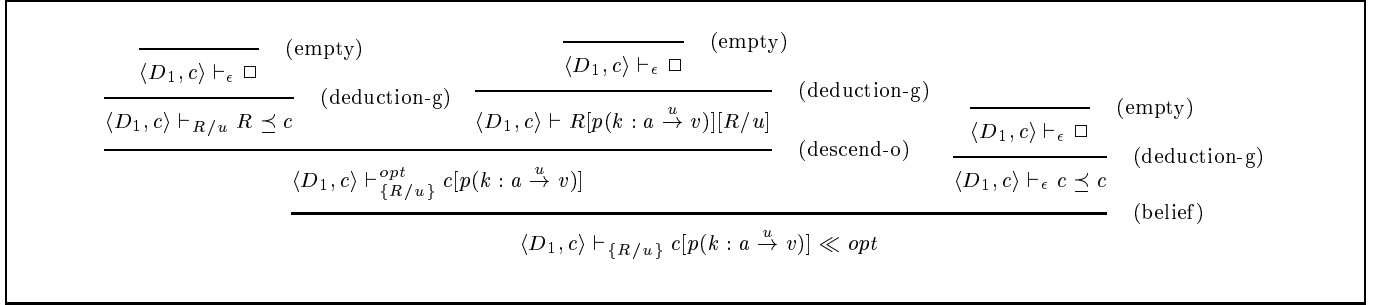 (empty) (empty)
⟨D₁, c⟩ ⊢_ϵ □ ⟨D₁, c⟩ ⊢_ϵ □
(deduction-g) (deduction-g) (empty)
⟨D₁, c⟩ ⊢_{R/u} R ⪯ c ⟨D₁, c⟩ ⊢ R[p(k : a →^u v)][R/u] ⟨D₁, c⟩ ⊢_ϵ □
(descend-o) (deduction-g)
⟨D₁, c⟩ ⊢^{opt}_{{R/u}} c[p(k : a →^u v)] ⟨D₁, c⟩ ⊢_ϵ c ⪯ c
(belief)
⟨D₁, c⟩ ⊢_{{R/u}} c[p(k : a →^u v)] ≪ opt